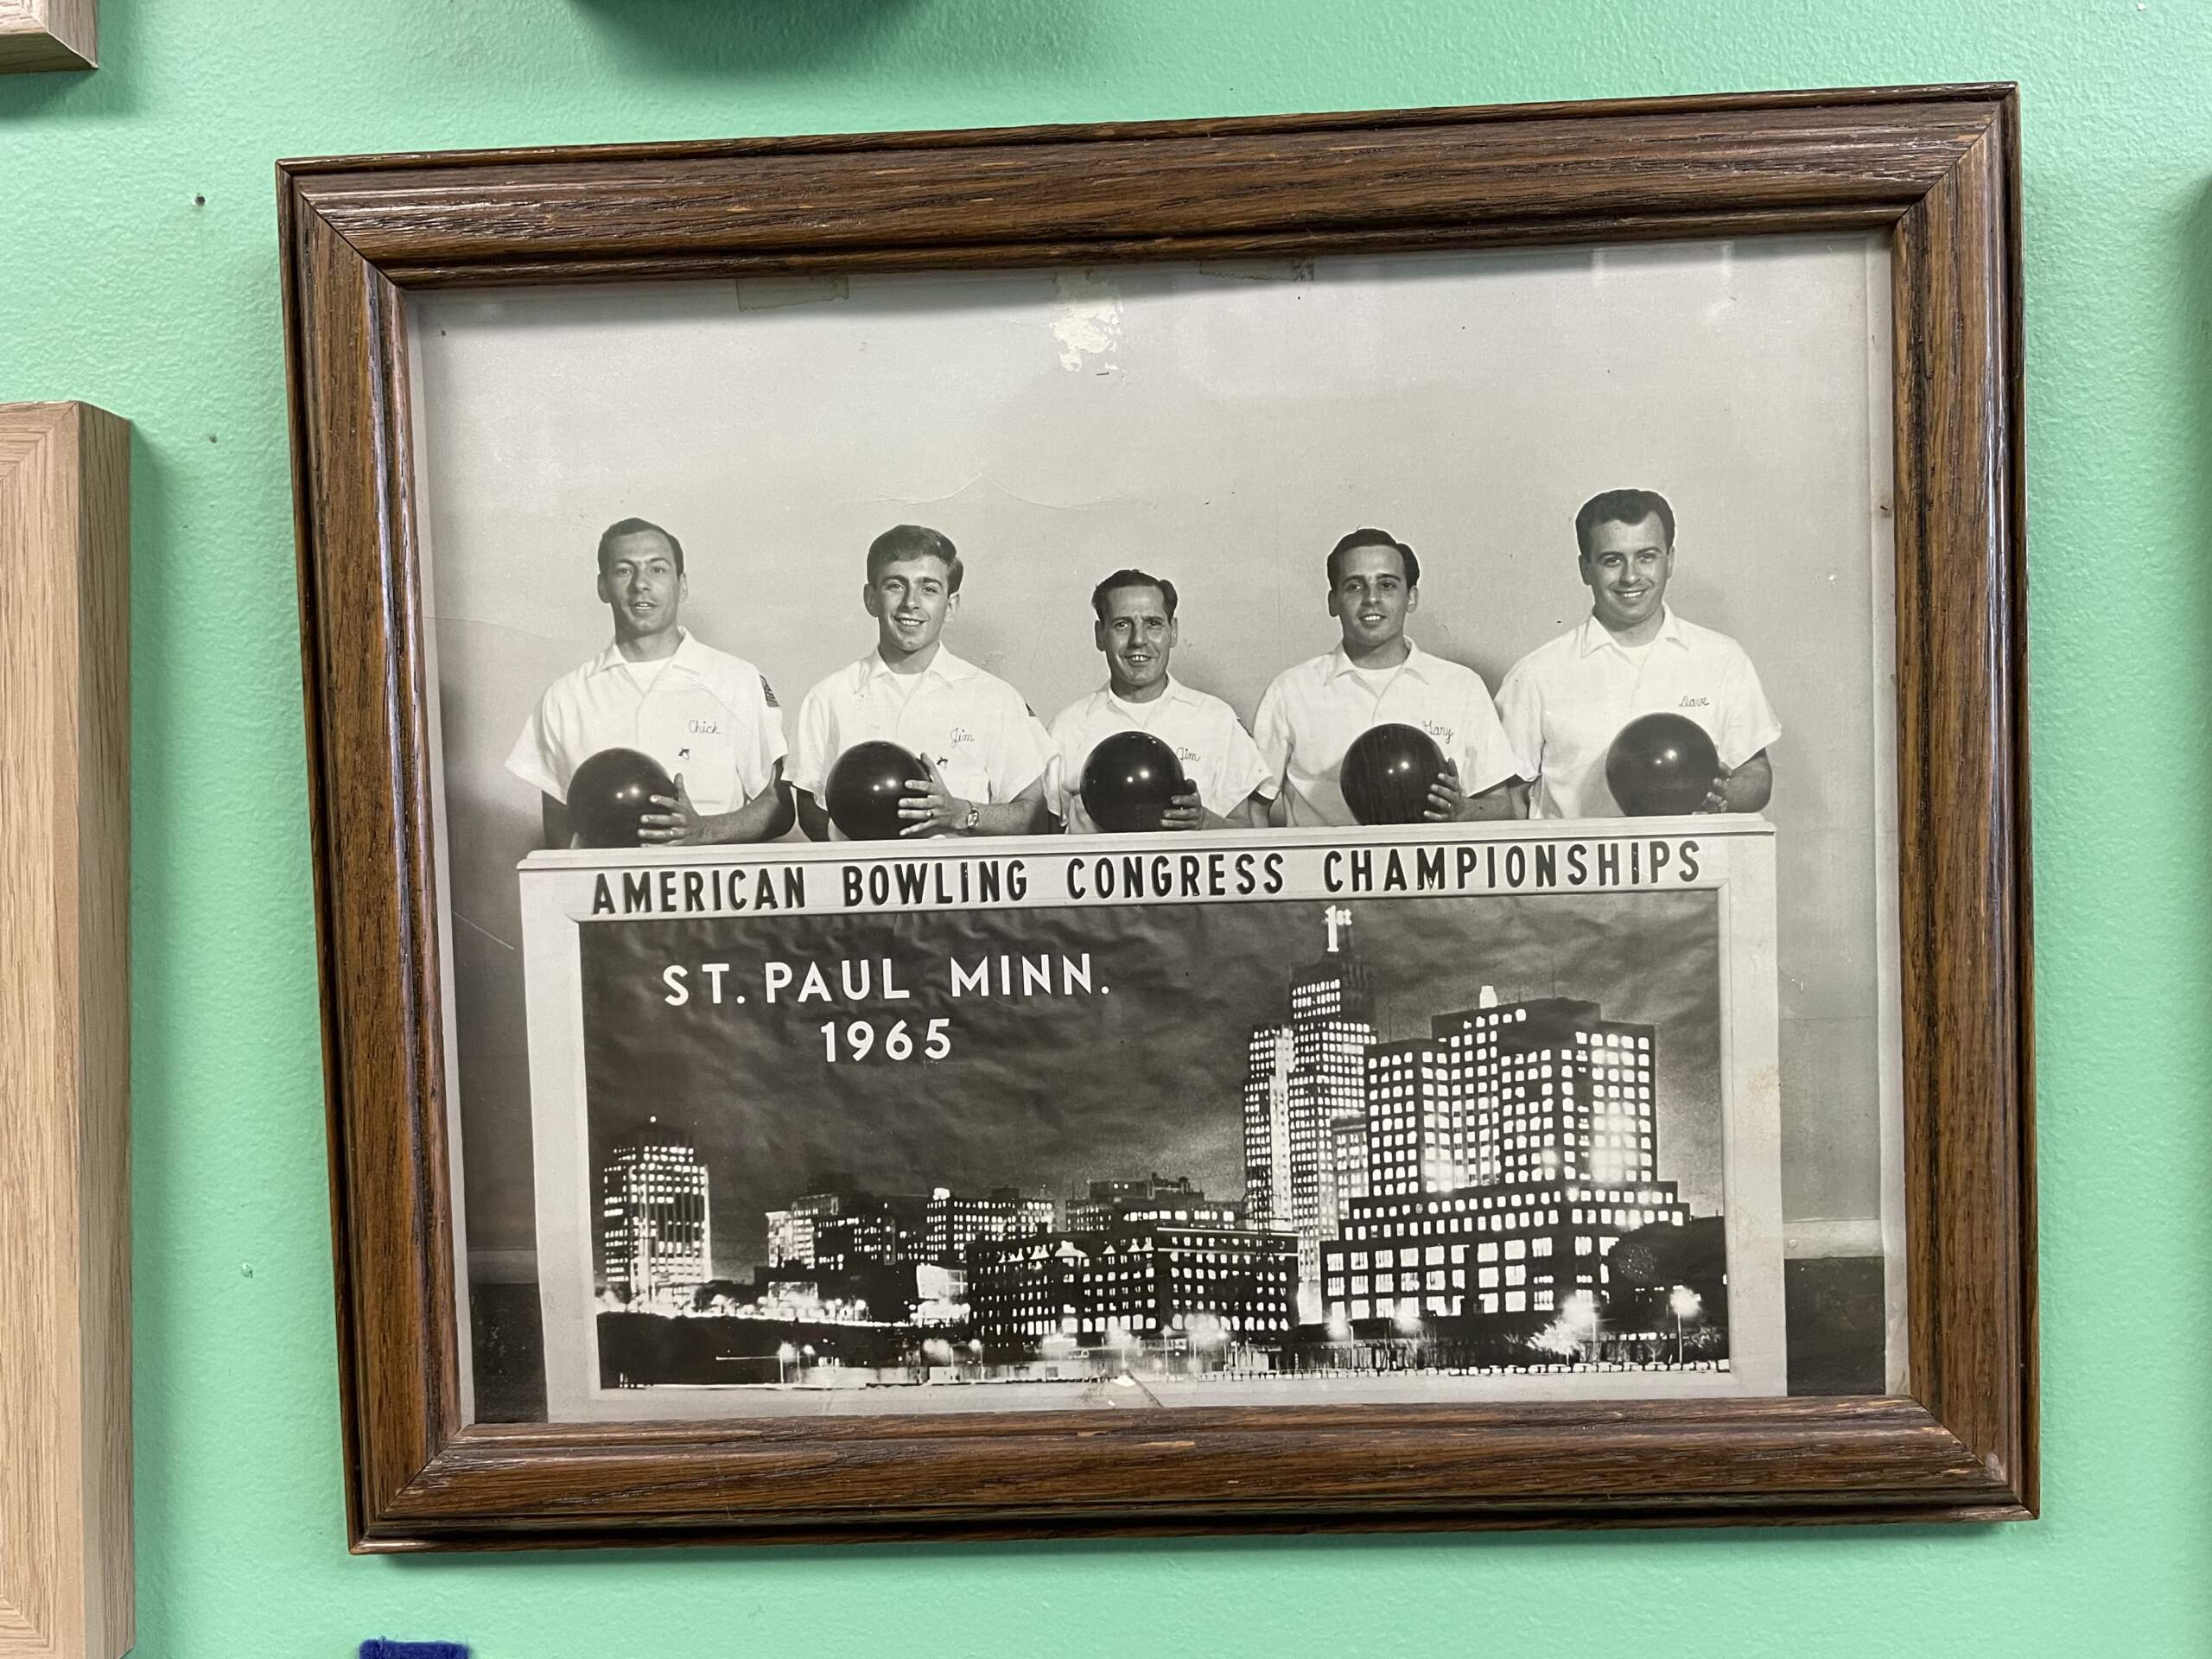 Chick
Jim
Jim
Gary
Dave
AMERICAN BOWLING CONGRESS CHAMPIONSHIPS
1st
ST. PAUL MINN.
1965